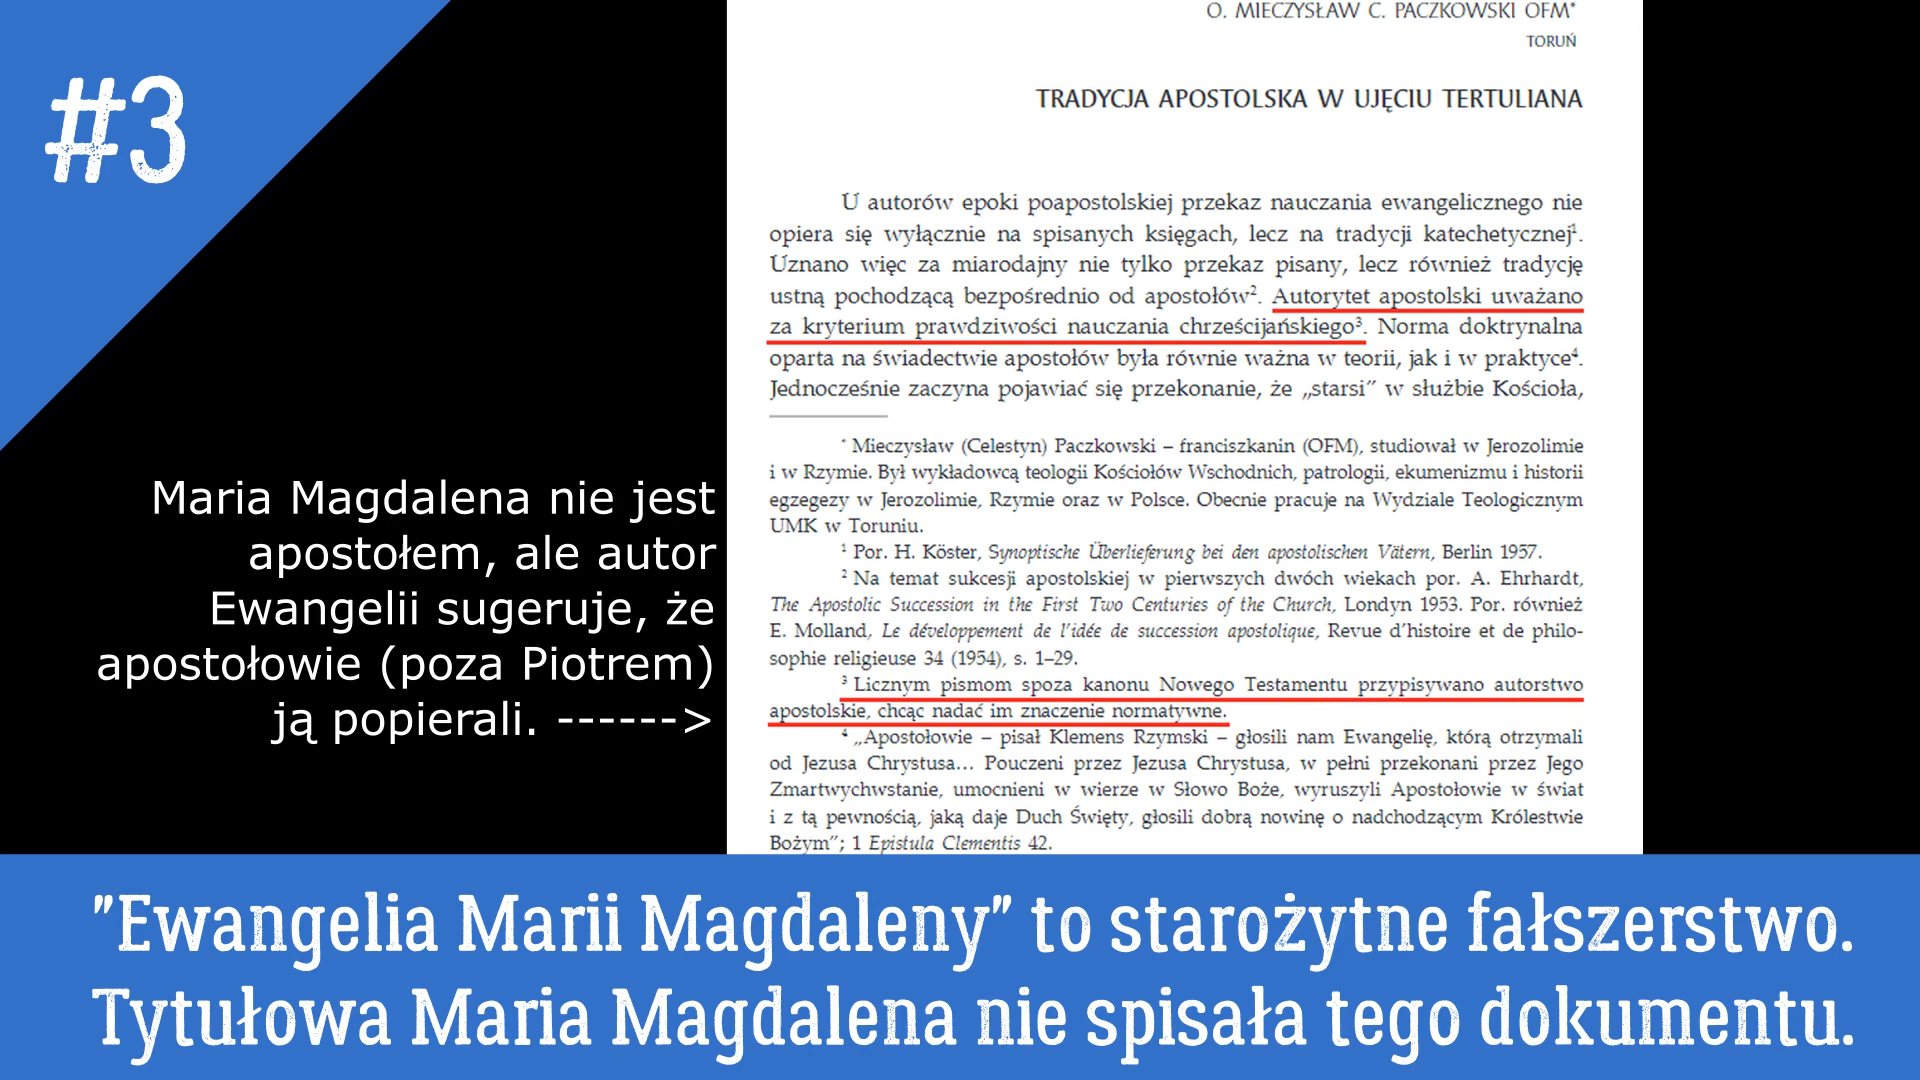 #3
Maria Magdalena nie jest
apostołem, ale autor
Ewangelii sugeruje, że
apostołowie (poza Piotrem)
ją popierali. ------>
O. MIECZYSŁAW C. PACZKOWSKI OFM*
TORUŃ
TRADYCJA APOSTOLSKA W UJĘCIU TERTULIANA
U autorów epoki poapostolskiej przekaz nauczania ewangelicznego nie
opiera się wyłącznie na spisanych księgach, lecz na tradycji katechetycznej¹.
Uznano więc za miarodajny nie tylko przekaz pisany, lecz również tradycję
ustną pochodzącą bezpośrednio od apostołów². Autorytet apostolski uważano
za kryterium prawdziwości nauczania chrześcijańskiego³. Norma doktrynalna
oparta na świadectwie apostołów była równie ważna w teorii, jak i w praktyce⁴.
Jednocześnie zaczyna pojawiać się przekonanie, że „starsi” w służbie Kościoła,
* Mieczysław (Celestyn) Paczkowski – franciszkanin (OFM), studiował w Jerozolimie
i w Rzymie. Był wykładowcą teologii Kościołów Wschodnich, patrologii, ekumenizmu i historii
egzegezy w Jerozolimie, Rzymie oraz w Polsce. Obecnie pracuje na Wydziale Teologicznym
UMK w Toruniu.
¹ Por. H. Köster, Synoptische Überlieferung bei den apostolischen Vätern, Berlin 1957.
² Na temat sukcesji apostolskiej w pierwszych dwóch wiekach por. A. Ehrhardt,
The Apostolic Succession in the First Two Centuries of the Church, Londyn 1953. Por. również
E. Molland, Le développement de l'idée de succession apostolique, Revue d'histoire et de philo-
sophie religieuse 34 (1954), s. 1–29.
³ Licznym pismom spoza kanonu Nowego Testamentu przypisywano autorstwo
apostolskie, chcąc nadać im znaczenie normatywne.
⁴ „Apostołowie – pisał Klemens Rzymski – głosili nam Ewangelię, którą otrzymali
od Jezusa Chrystusa... Pouczeni przez Jezusa Chrystusa, w pełni przekonani przez Jego
Zmartwychwstanie, umocnieni w wierze w Słowo Boże, wyruszyli Apostołowie w świat
i z tą pewnością, jaką daje Duch Święty, głosili dobrą nowinę o nadchodzącym Królestwie
Bożym”; 1 Epistula Clementis 42.
"Ewangelia Marii Magdaleny" to starożytne fałszerstwo.
Tytułowa Maria Magdalena nie spisała tego dokumentu.